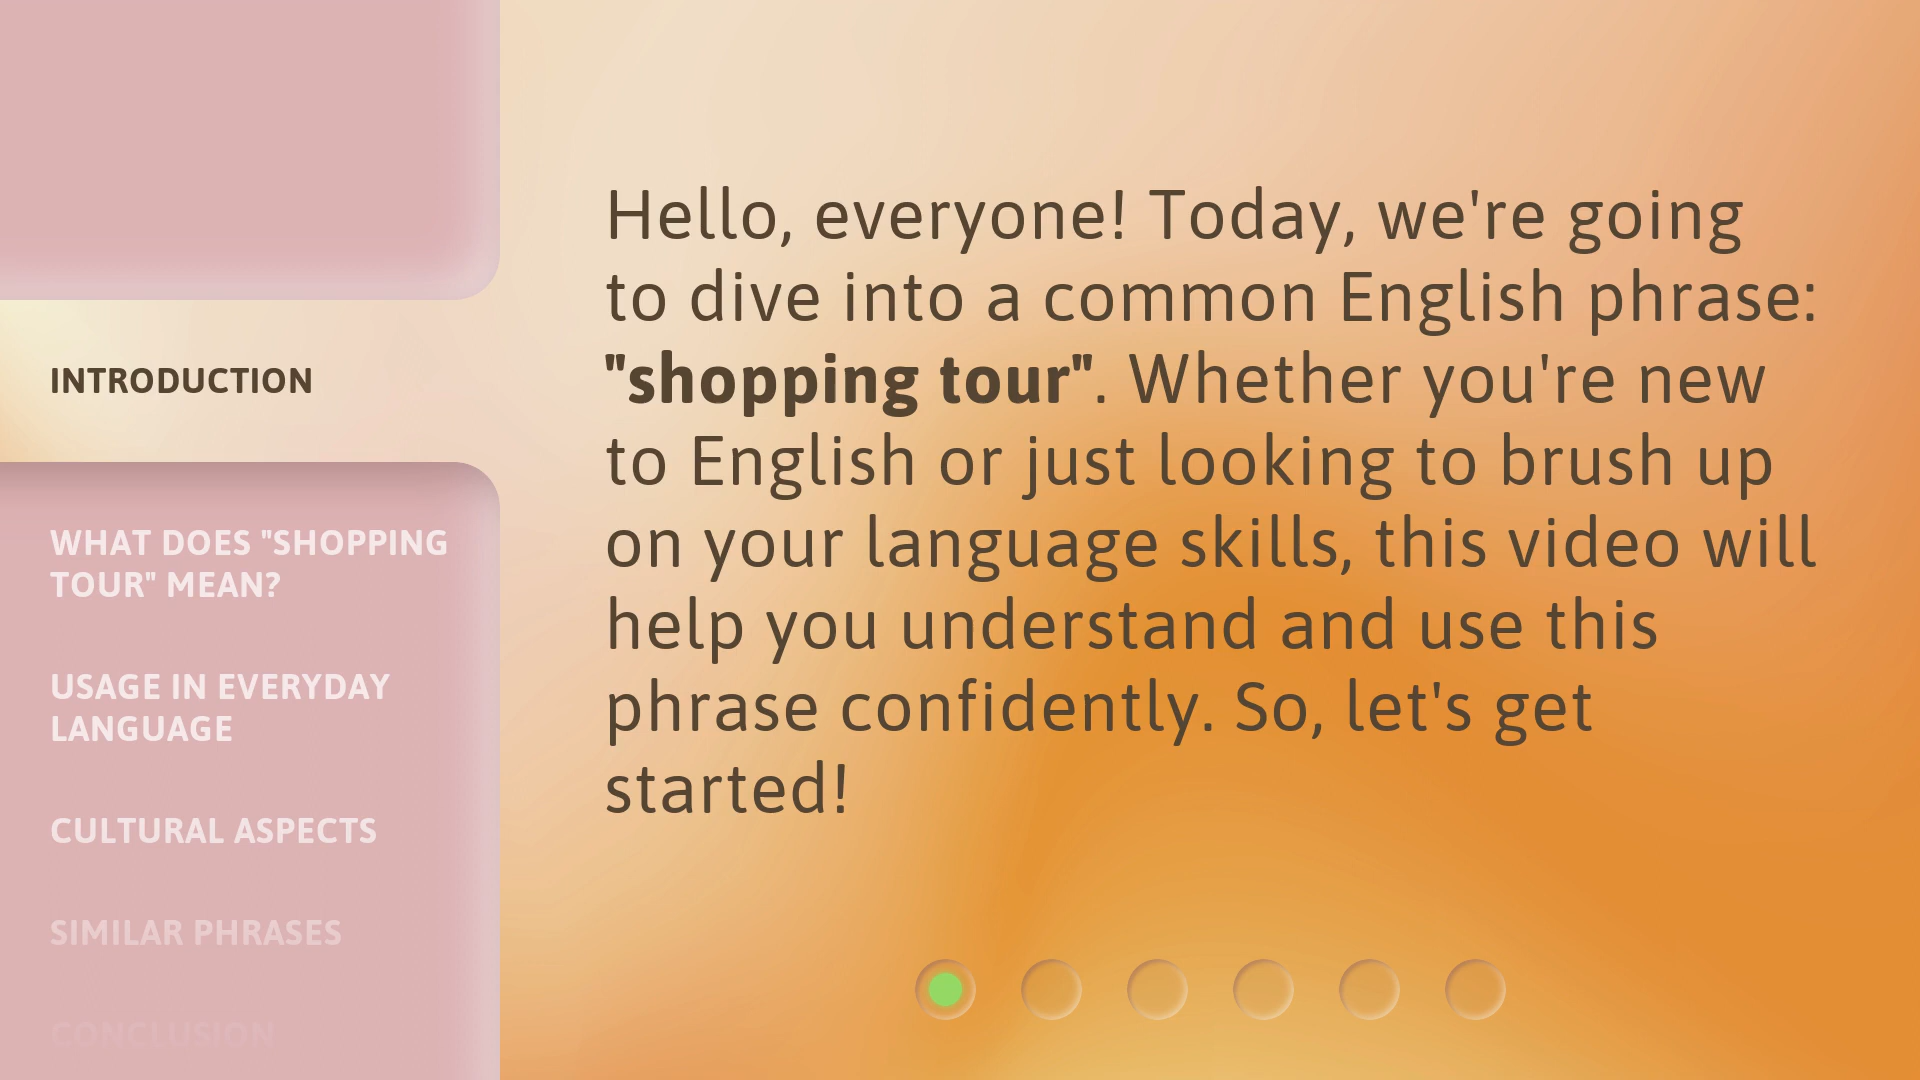 INTRODUCTION
WHAT DOES "SHOPPING
TOUR" MEAN?
USAGE IN EVERYDAY
LANGUAGE
CULTURAL ASPECTS
SIMILAR PHRASES
CONCLUSION
Hello, everyone! Today, we're going
to dive into a common English phrase:
"shopping tour". Whether you're new
to English or just looking to brush up
on your language skills, this video will
help you understand and use this
phrase confidently. So, let's get
started!